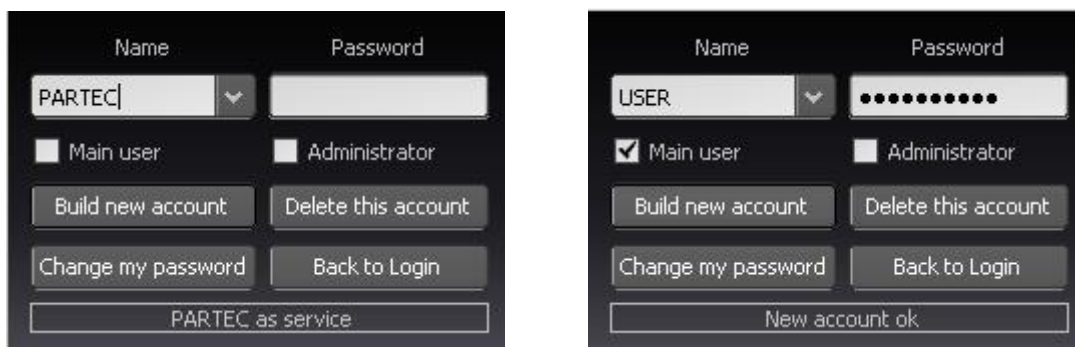 Name Password
PARTEC
Main user Administrator
Build new account Delete this account
Change my password Back to Login
PARTEC as service
Name Password
USER ••••••••••
Main user Administrator
Build new account Delete this account
Change my password Back to Login
New account ok